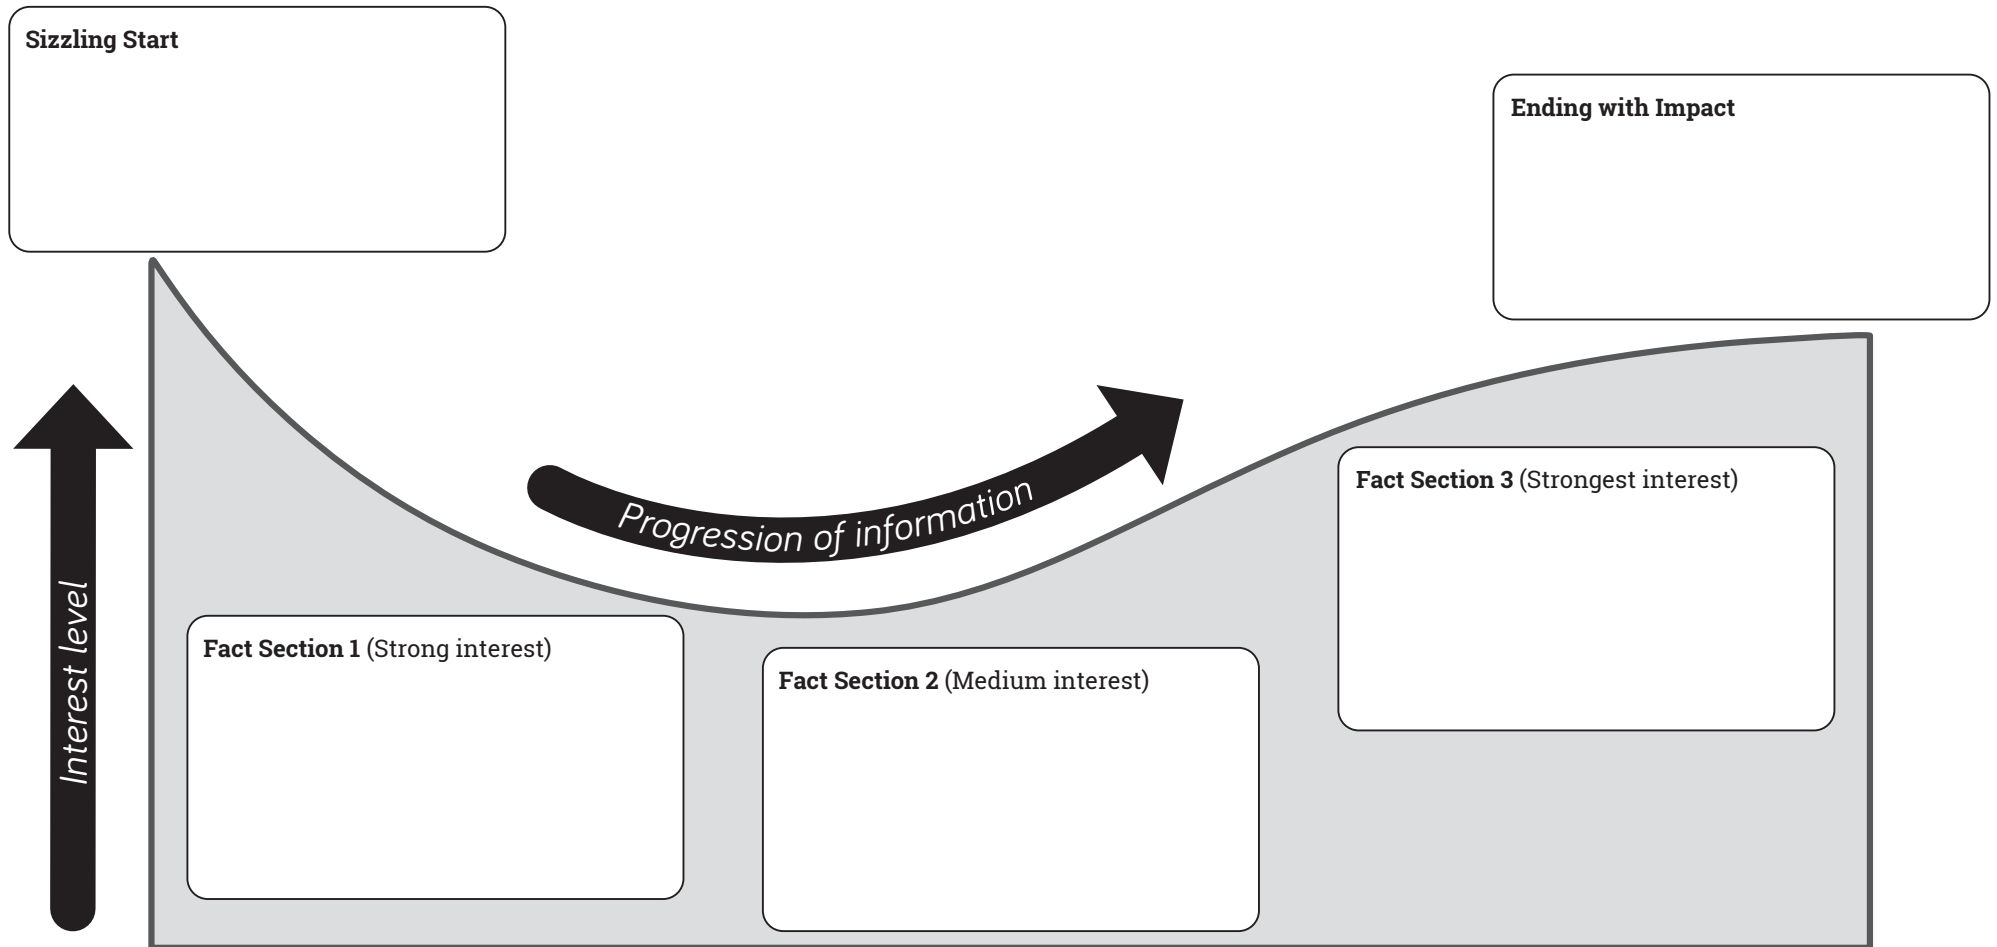 Sizzling Start
Ending with Impact
Interest level
Progression of information
Fact Section 1 (Strong interest)
Fact Section 2 (Medium interest)
Fact Section 3 (Strongest interest)